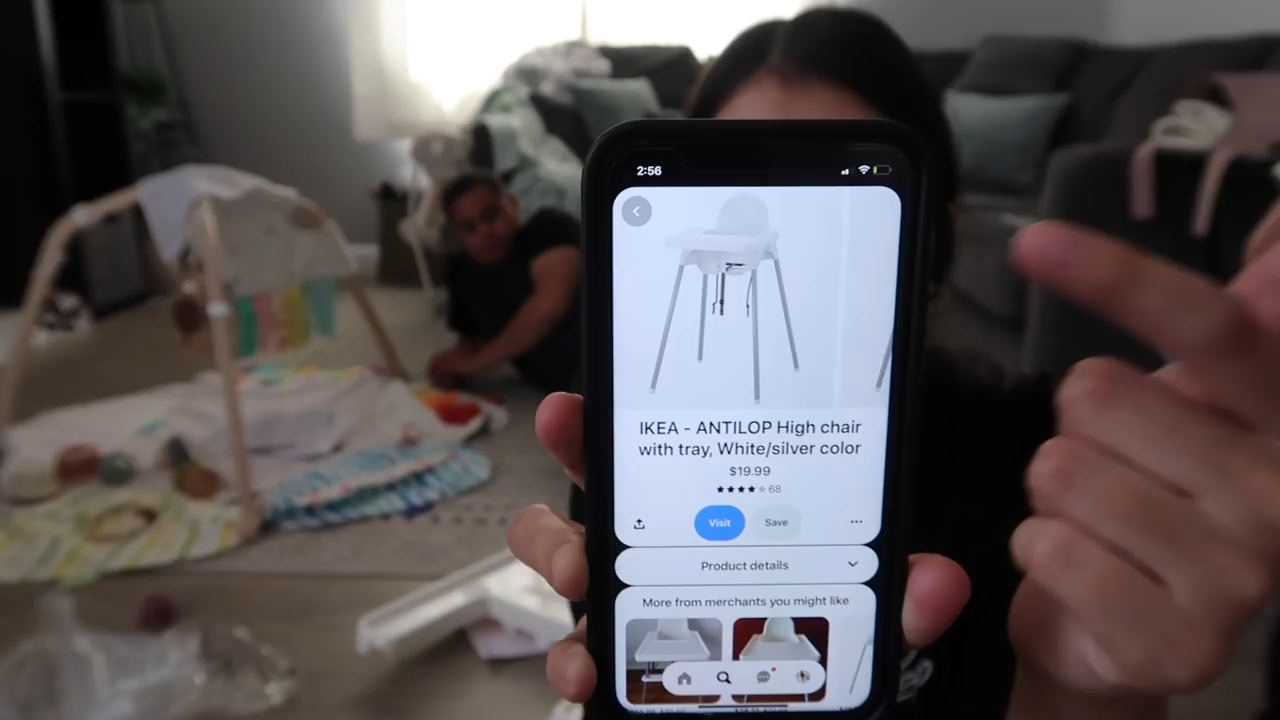 2:56
IKEA - ANTILOP High chair
with tray, White/silver color
$19.99
68
Visit
Save
Product details
More from merchants you might like